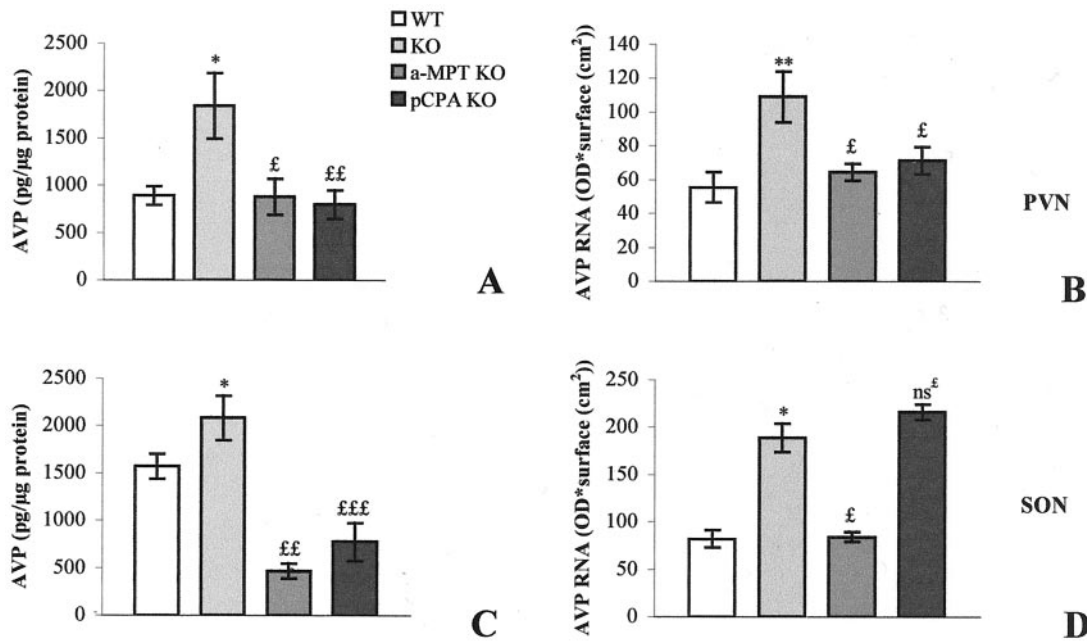 WT
KO
a-MPT KO
pCPA KO
AVP (pg/µg protein)
2500
2000
1500
1000
500
0
*
£
££
A
AVP RNA (OD*surface (cm²))
140
120
100
80
60
40
20
0
**
£
£
B
PVN
AVP (pg/µg protein)
2500
2000
1500
1000
500
0
*
££
£££
C
AVP RNA (OD*surface (cm²))
250
200
150
100
50
0
*
£
ns£
D
SON